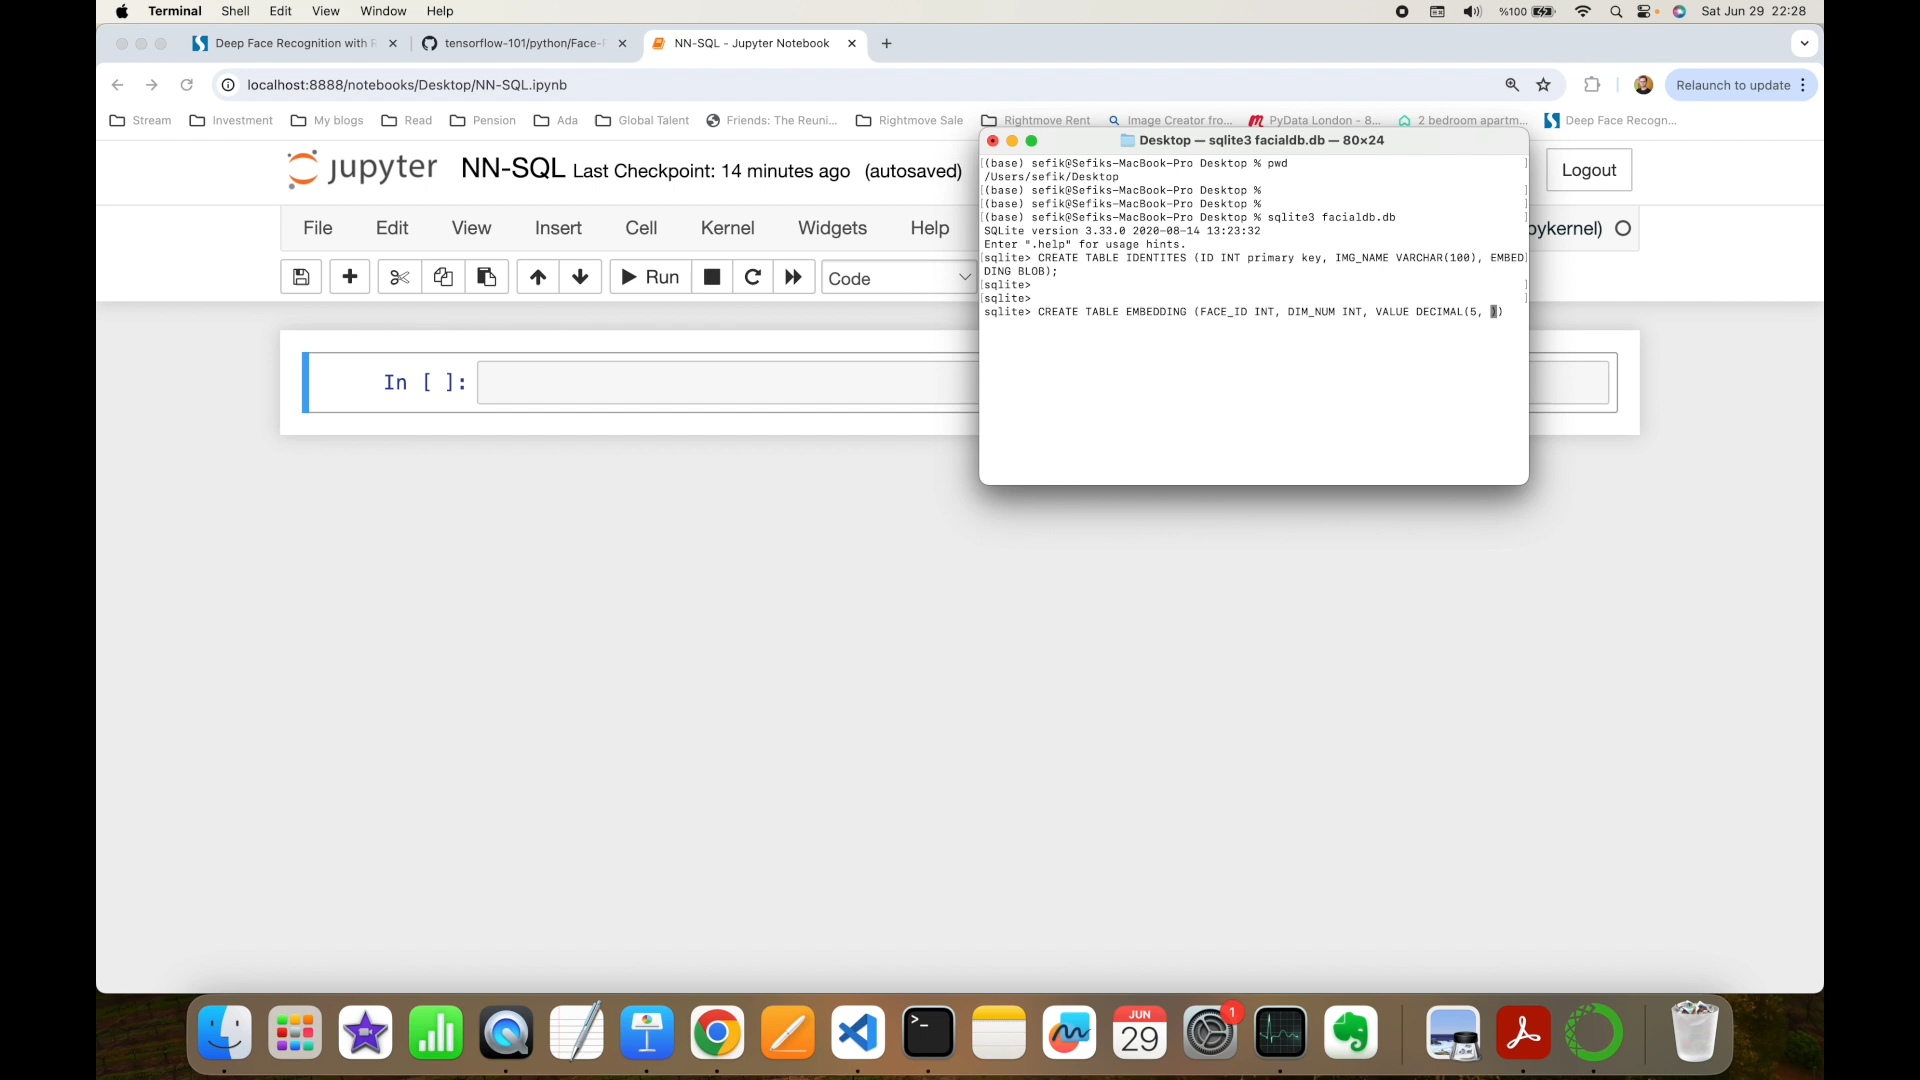 Terminal Shell Edit View Window Help %100 Sat Jun 29 22:28
Deep Face Recognition with tensorflow-101/python/Face- NN-SQL - Jupyter Notebook
localhost:8888/notebooks/Desktop/NN-SQL.ipynb Relaunch to update
Stream Investment My blogs Read Pension Ada Global Talent Friends: The Reuni... Rightmove Sale Rightmove Rent Image Creator fro... PyData London - 8... 2 bedroom apartm... Deep Face Recogn...
Desktop — sqlite3 facialdb.db — 80×24
jupyter NN-SQL Last Checkpoint: 14 minutes ago (autosaved) Logout
File Edit View Insert Cell Kernel Widgets Help pykernel)
Run Code
In [ ]:
(base) sefik@Sefiks-MacBook-Pro Desktop % pwd
/Users/sefik/Desktop
(base) sefik@Sefiks-MacBook-Pro Desktop %
(base) sefik@Sefiks-MacBook-Pro Desktop %
(base) sefik@Sefiks-MacBook-Pro Desktop % sqlite3 facialdb.db
SQLite version 3.33.0 2020-08-14 13:23:32
Enter ".help" for usage hints.
sqlite> CREATE TABLE IDENTITES (ID INT primary key, IMG_NAME VARCHAR(100), EMBED
DING BLOB);
sqlite>
sqlite>
sqlite> CREATE TABLE EMBEDDING (FACE_ID INT, DIM_NUM INT, VALUE DECIMAL(5, ))
JUN
29
1